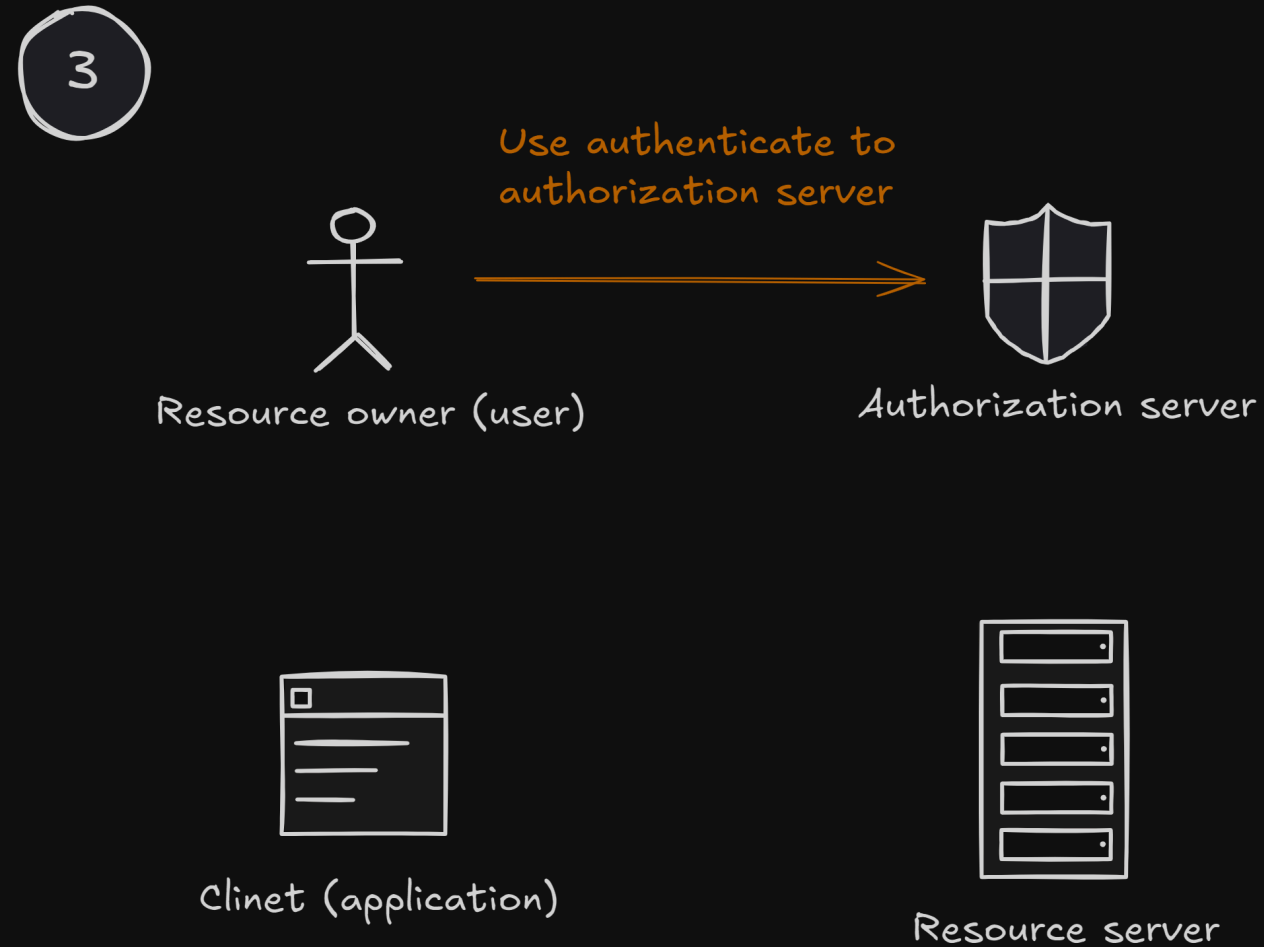 3
Use authenticate to
authorization server
Resource owner (user)
Authorization server
Clinet (application)
Resource server